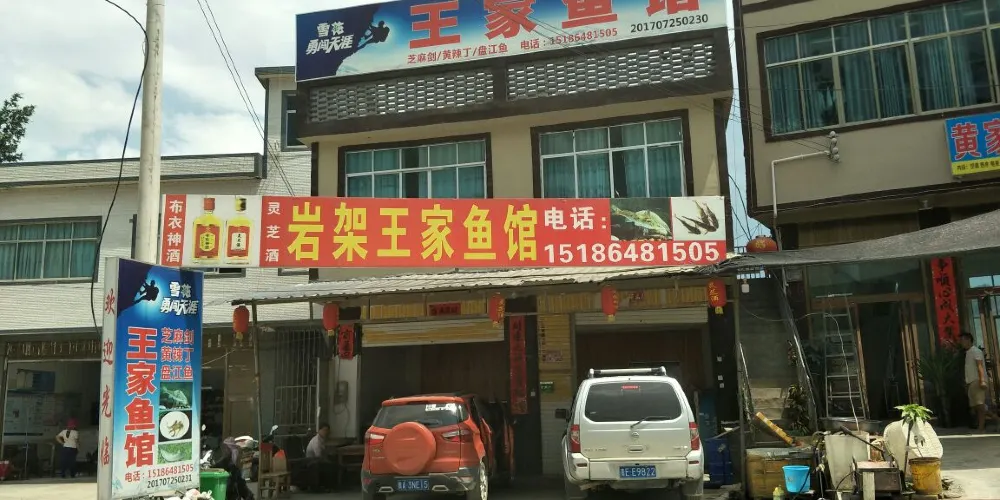 雪花
勇闯天涯
王家鱼馆
芝麻剑/黄辣丁/盘江鱼 电话:15186481505 201707250230
布衣神酒
灵芝酒
岩架王家鱼馆
电话:
15186481505
黄家
欢迎光临
雪花
勇闯天涯
王家鱼馆
芝麻剑
黄辣丁
盘江鱼
电话:15186481505
201707250230